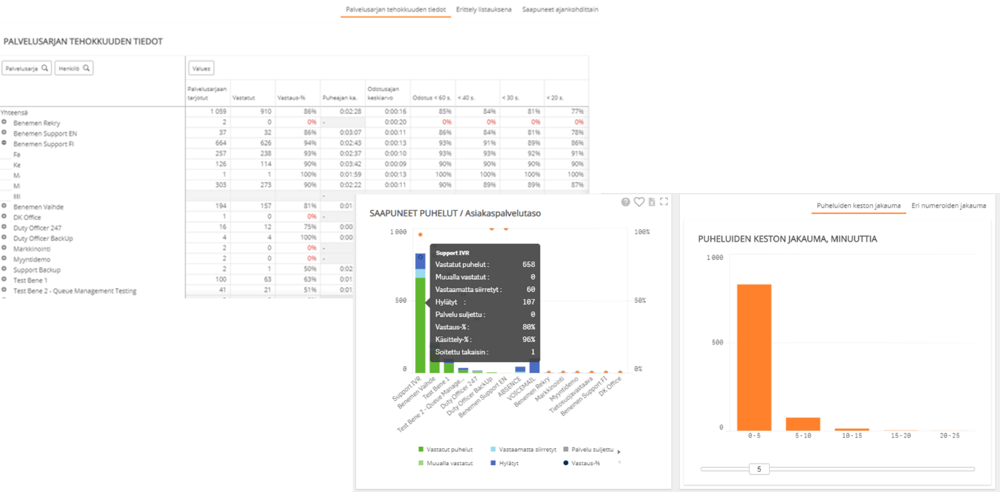 Palvelusarjan tehokkuuden tiedot Erittely listauksena Saapuneet ajankohdittain
PALVELUSARJAN TEHOKKUUDEN TIEDOT
Palvelusarja Henkilö Values
Palvelusarjaan tarjotut Vastatut Vastaus-% Puheajan ka. Odotusajan keskiarvo Odotus < 60 s. < 40 s. < 30 s. < 20 s.
Yhteensä 1 059 910 86% 0:02:28 0:00:16 85% 84% 81% 77%
Benemen Rekry 2 0 0% - 0:00:20 0% 0% 0% 0%
Benemen Support EN 37 32 86% 0:03:07 0:00:11 86% 84% 81% 78%
Benemen Support FI 664 626 94% 0:02:43 0:00:13 93% 91% 89% 86%
Fa 257 238 93% 0:02:37 0:00:10 93% 93% 92% 91%
Ke 126 114 90% 0:03:42 0:00:09 90% 90% 90% 90%
1 1 100% 0:01:59 0:00:13 100% 100% 100% 100%
Mi 303 273 90% 0:02:22 0:00:11 90% 89% 89% 87%
-
Benemen Vaihde 194 157 81% 0:01
DK Office 1 0 0% -
Duty Officer 247 16 12 75% 0:00
Duty Officer BackUp 4 4 100% 0:00
Markkinointi 2 0 0% -
Myyntidemo 2 0 0% -
Support Backup 2 1 50% 0:02
Test Bene 1 100 63 63% 0:01
Test Bene 2 - Queue Management Testing 41 21 51% 0:01
SAAPUNEET PUHELUT / Asiakaspalvelutaso
1 000
500
0
100%
50%
0%
Support IVR
Vastatut puhelut : 658
Muualla vastatut : 0
Vastaamatta siirretyt : 60
Hylätyt : 107
Palvelu suljettu : 0
Vastaus-% : 80%
Käsittely-% : 96%
Soitettu takaisin : 1
Support IVR
Benemen Vaihde
Test Bene 1
Test Bene 2 - Queue Manage...
Duty Officer 247
Duty Officer BackUp
Benemen Support EN
ABSENCE
VOICEMAIL
Benemen Rekry
Markkinointi
Myyntidemo
Tietosuojavastaava
Benemen Support FI
DK Office
Vastatut puhelut Vastaamatta siirretyt Palvelu suljettu
Muualla vastatut Hylätyt Vastaus-%
Puheluiden keston jakauma Eri numeroiden jakauma
PUHELUIDEN KESTON JAKAUMA, MINUUTTIA
1 000
500
0
0-5 5-10 10-15 15-20 20-25
5